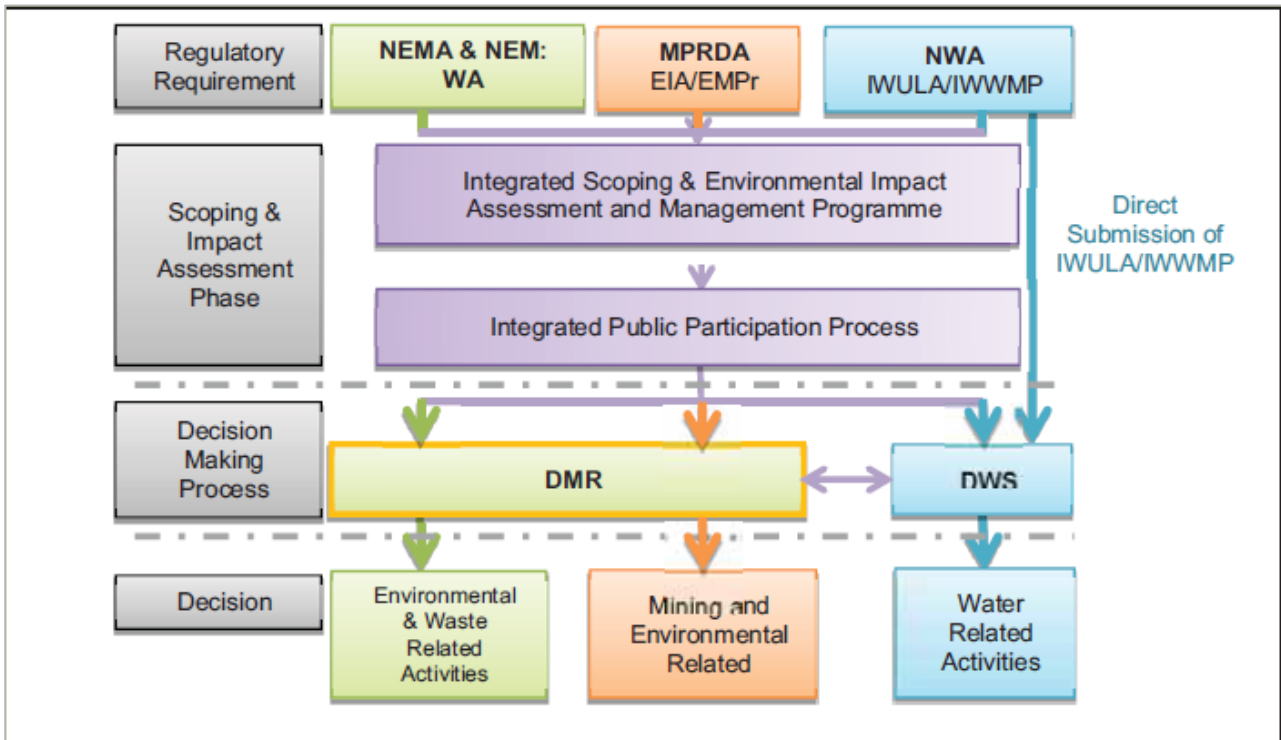 Regulatory
Requirement
NEMA & NEM:
WA
MPRDA
EIA/EMPr
NWA
IWULA/IWWMP
Scoping &
Impact
Assessment
Phase
Integrated Scoping & Environmental Impact
Assessment and Management Programme
Direct
Submission of
IWULA/IWWMP
Integrated Public Participation Process
Decision
Making
Process
DMR
DWS
Decision
Environmental
& Waste
Related
Activities
Mining and
Environmental
Related
Water
Related
Activities